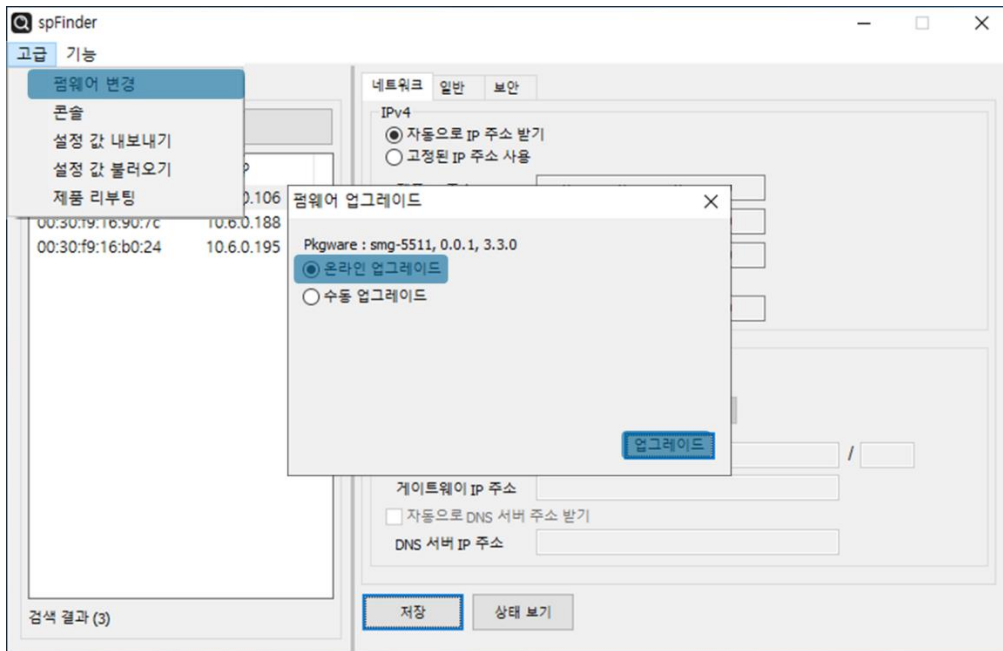 spFinder
고급 기능
펌웨어 변경
콘솔
설정 값 내보내기
설정 값 불러오기
제품 리부팅
.106
00:30:f9:16:90:7c 10.6.0.188
00:30:f9:16:b0:24 10.6.0.195
검색 결과 (3)
네트워크 일반 보안
IPv4
자동으로 IP 주소 받기
고정된 IP 주소 사용
펌웨어 업그레이드
Pkgware : smg-5511, 0.0.1, 3.3.0
온라인 업그레이드
수동 업그레이드
업그레이드
/
게이트웨이 IP 주소
자동으로 DNS 서버 주소 받기
DNS 서버 IP 주소
저장 상태 보기